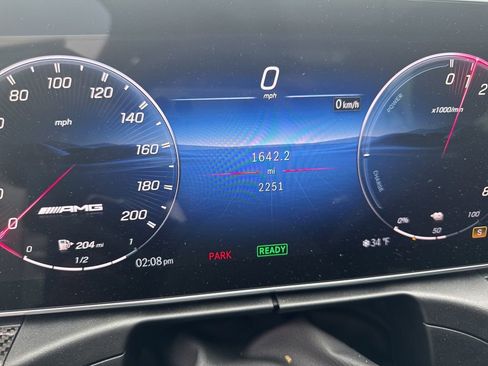 80 100 120 140 160 180 200
mph
0
AMG
204 mi
0 1/2 1
02:08 pm
0
mph
0 km/h
1642.2
mi
2251
PARK READY
POWER
CHARGE
0 1 2
x1000/min
8
0% 50 100
34 °F
S